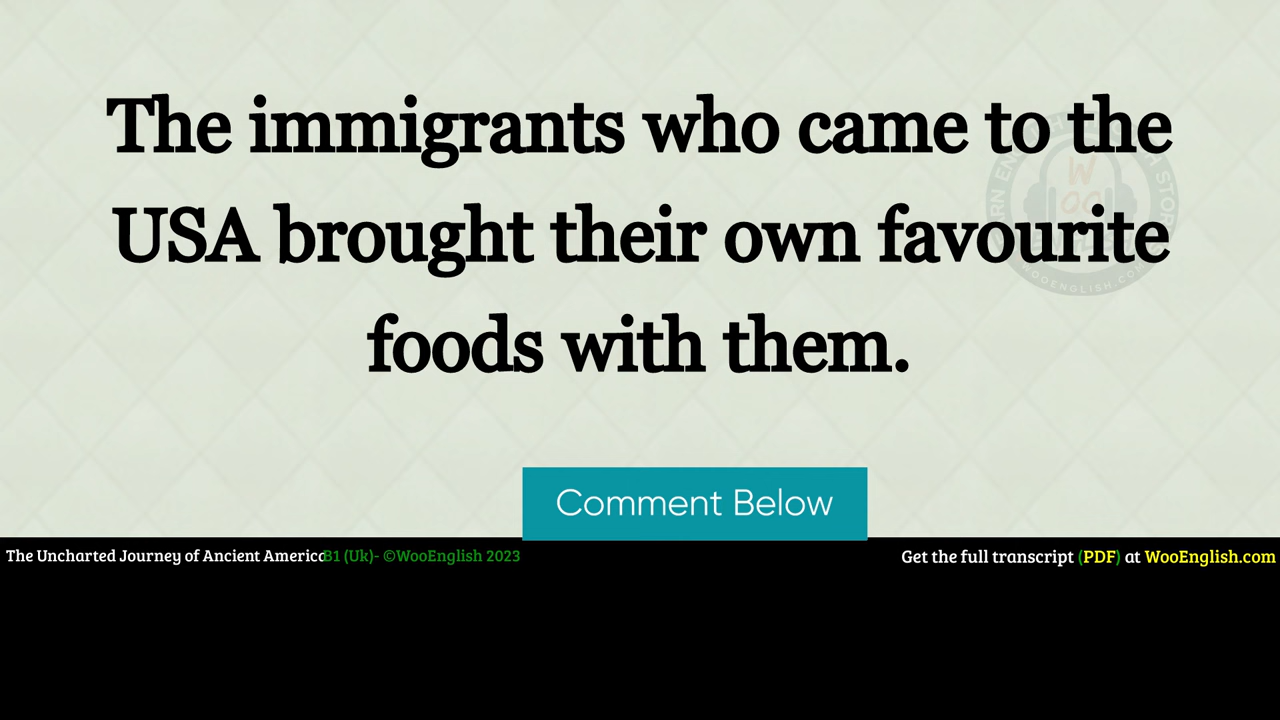 The immigrants who came to the
USA brought their own favourite
foods with them.
Comment Below
The Uncharted Journey of Ancient America B1 (Uk)- ©WooEnglish 2023
Get the full transcript (PDF) at WooEnglish.com